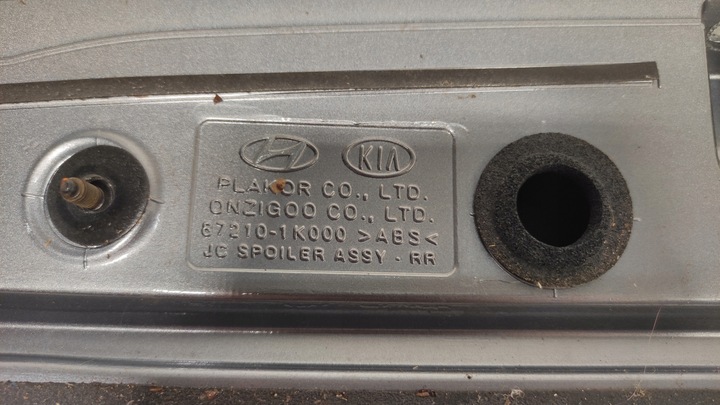 KIA
PLAKOR CO., LTD.
ONZIGOO CO., LTD.
87210-1K000 >ABS<
JC SPOILER ASSY - RR